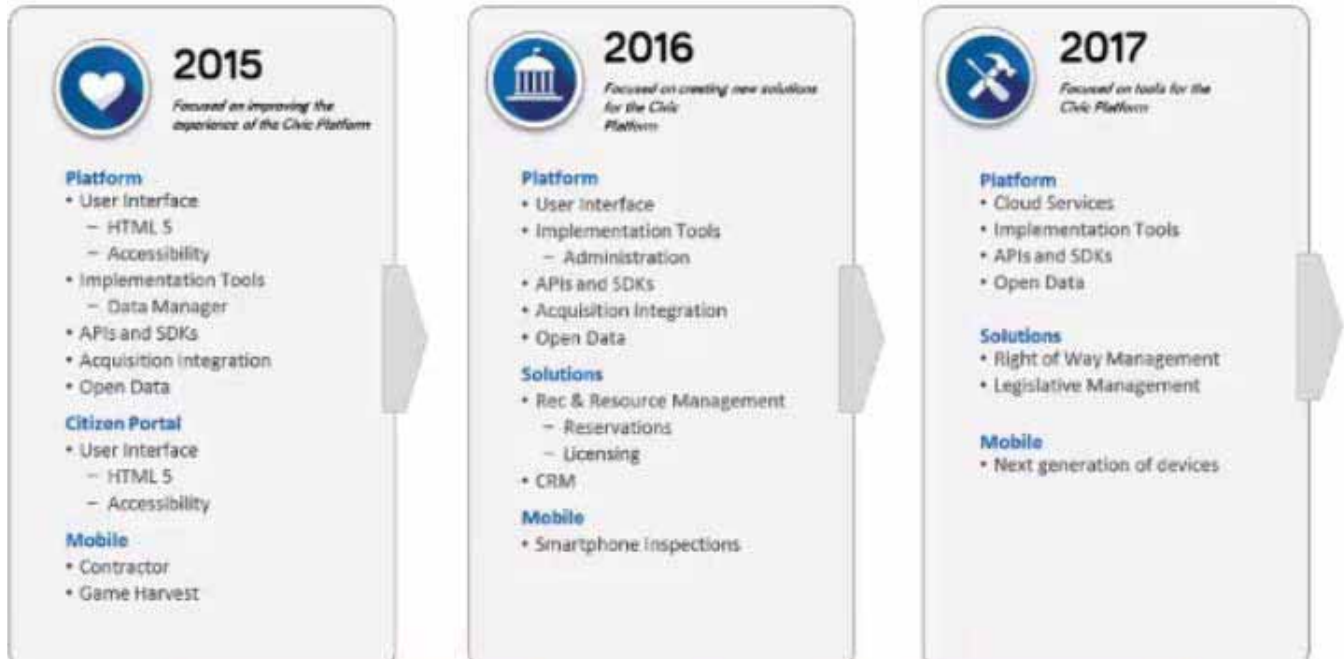 2015
Focused on improving the
experience of the Civic Platform
Platform
• User Interface
– HTML 5
– Accessibility
• Implementation Tools
– Data Manager
• APIs and SDKs
• Acquisition Integration
• Open Data
Citizen Portal
• User Interface
– HTML 5
– Accessibility
Mobile
• Contractor
• Game Harvest
2016
Focused on creating new solutions
for the Civic
Platform
Platform
• User Interface
• Implementation Tools
– Administration
• APIs and SDKs
• Acquisition Integration
• Open Data
Solutions
• Rec & Resource Management
– Reservations
– Licensing
• CRM
Mobile
• Smartphone Inspections
2017
Focused on tools for the
Civic Platform
Platform
• Cloud Services
• Implementation Tools
• APIs and SDKs
• Open Data
Solutions
• Right of Way Management
• Legislative Management
Mobile
• Next generation of devices